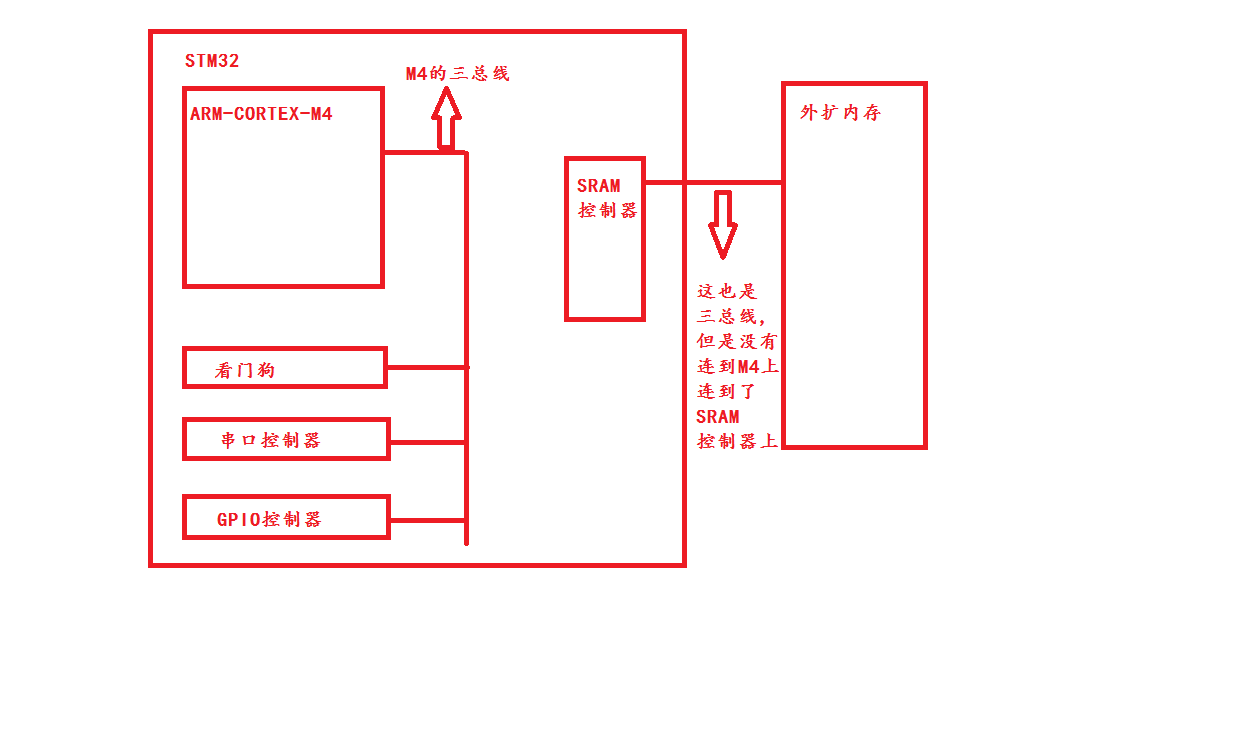 STM32
M4的三总线
ARM-CORTEX-M4
外扩内存
SRAM
控制器
这也是
三总线,
但是没有
连到M4上
连到了
SRAM
控制器上
看门狗
串口控制器
GPIO控制器